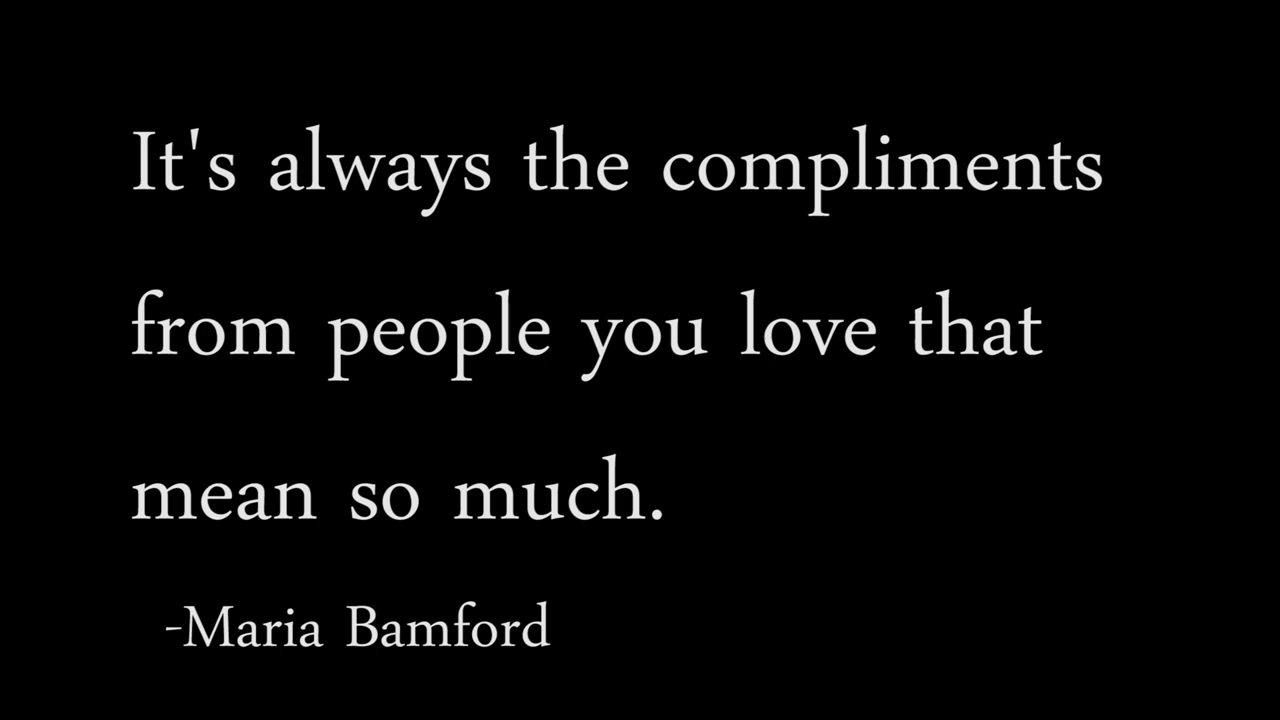 It's always the compliments
from people you love that
mean so much.
-Maria Bamford